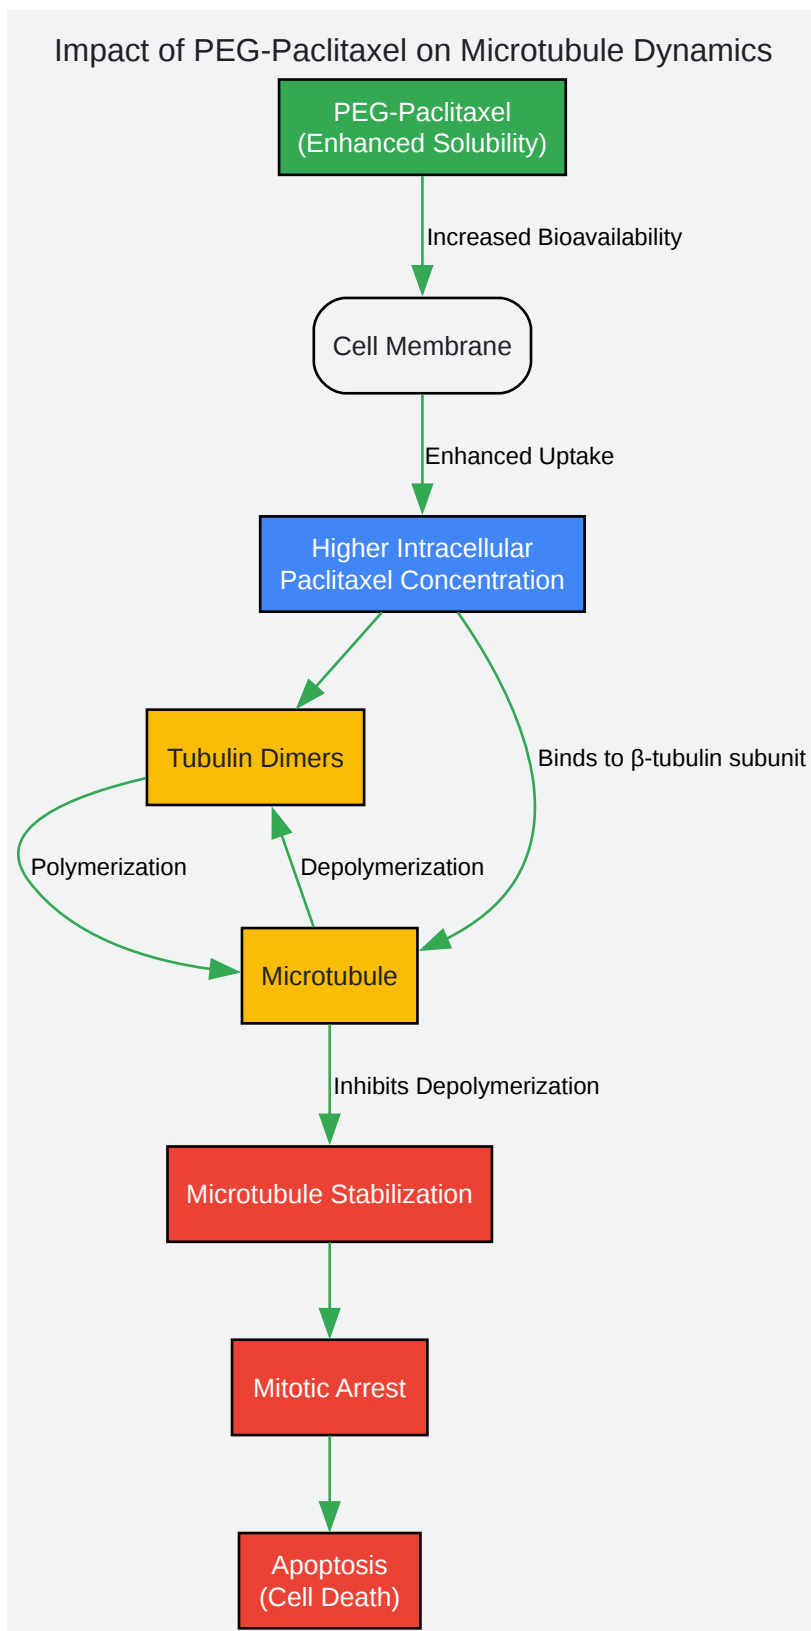 Impact of PEG-Paclitaxel on Microtubule Dynamics
PEG-Paclitaxel
(Enhanced Solubility)
Increased Bioavailability
Cell Membrane
Enhanced Uptake
Higher Intracellular
Paclitaxel Concentration
Tubulin Dimers
Binds to β-tubulin subunit
Polymerization
Depolymerization
Microtubule
Inhibits Depolymerization
Microtubule Stabilization
Mitotic Arrest
Apoptosis
(Cell Death)